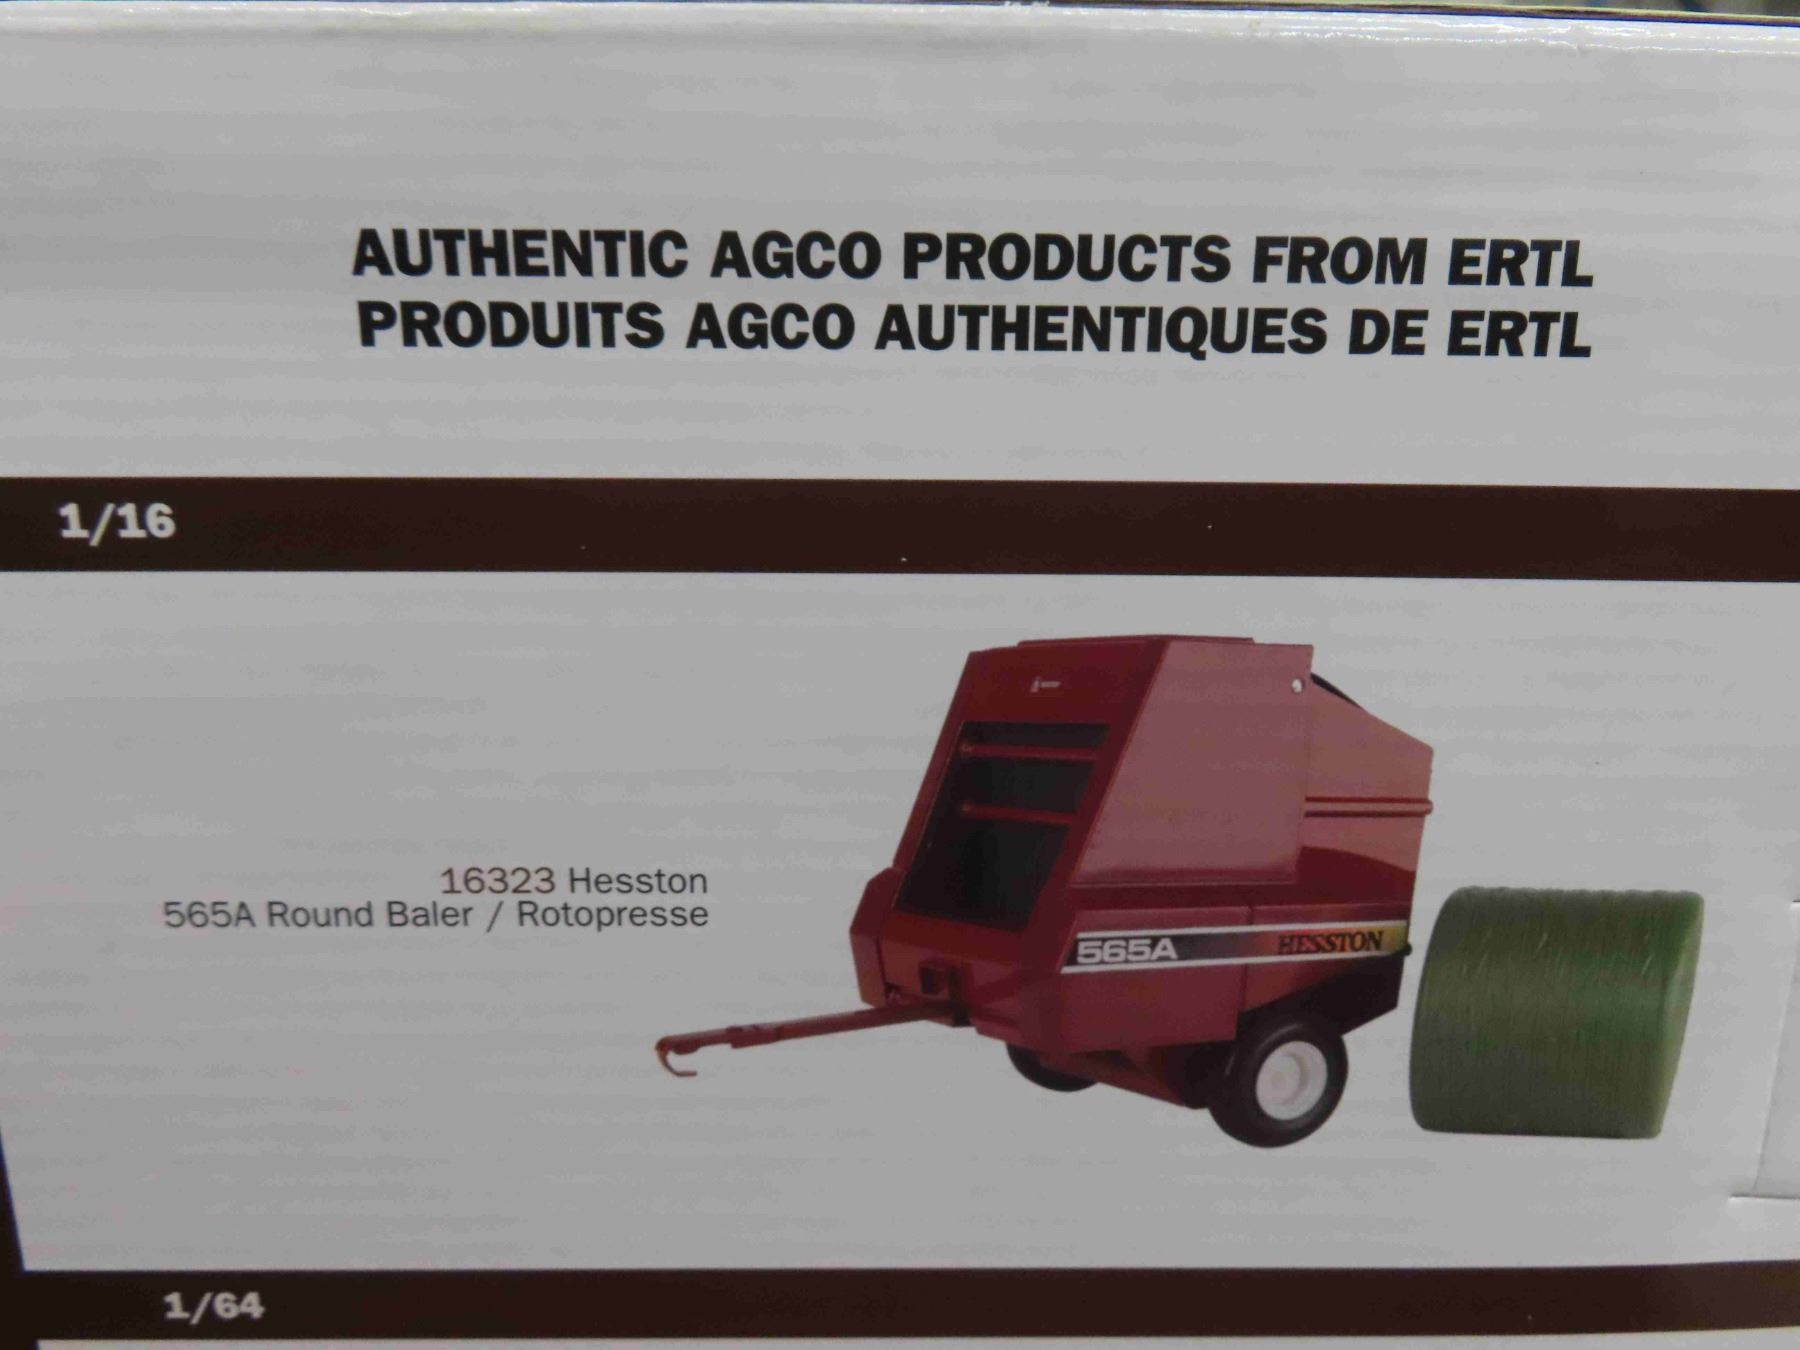 AUTHENTIC AGCO PRODUCTS FROM ERTL
PRODUITS AGCO AUTHENTIQUES DE ERTL
1/16
16323 Hesston
565A Round Baler / Rotopresse
565A HESSTON
1/64